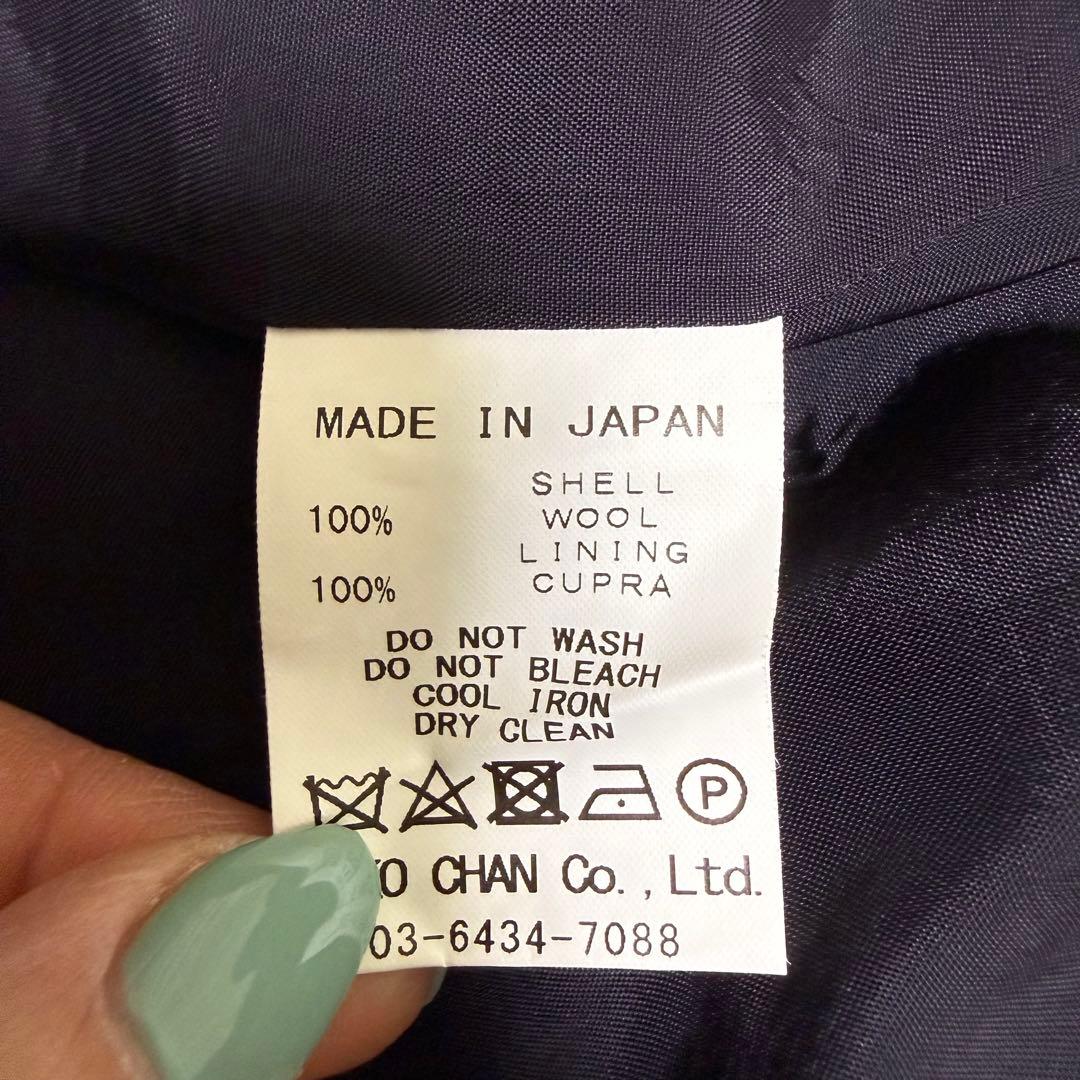 MADE IN JAPAN
SHELL
100% WOOL
LINING
100% CUPRA
DO NOT WASH
DO NOT BLEACH
COOL IRON
DRY CLEAN
P
CHAN Co., Ltd.
03-6434-7088